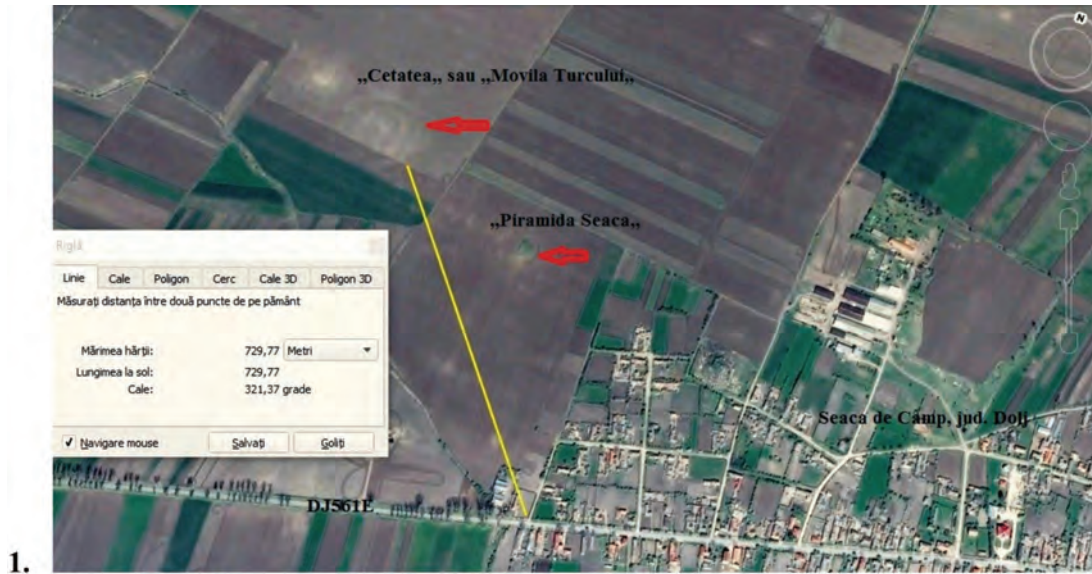 N
„Cetatea„ sau „Movila Turcului„
„Piramida Seaca„
Riglă
Linie Cale Poligon Cerc Cale 3D Poligon 3D
Măsurați distanța între două puncte de pe pământ
Mărimea hărții: 729,77 Metri
Lungimea la sol: 729,77
Cale: 321,37 grade
Navigare mouse Salvați Goliți
Seaca de Câmp, jud. Dolj
DJ561E
1.